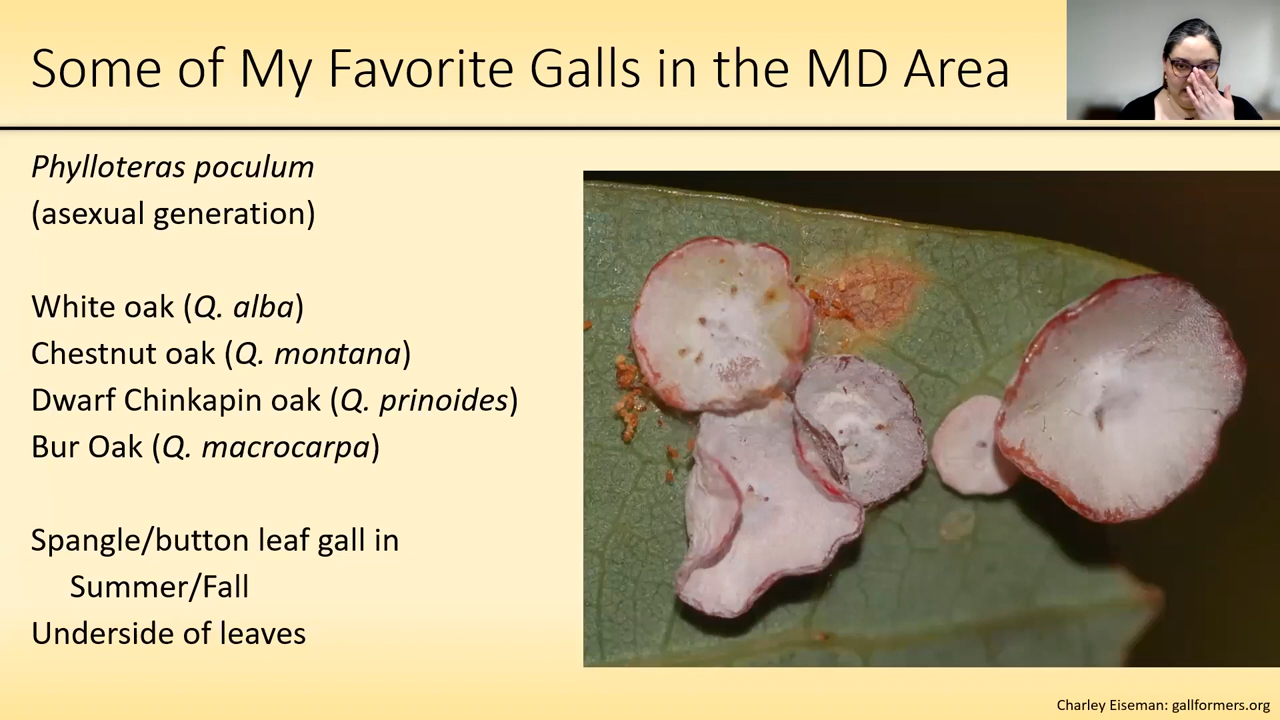 Some of My Favorite Galls in the MD Area
Phylloteras poculum
(asexual generation)
White oak (Q. alba)
Chestnut oak (Q. montana)
Dwarf Chinkapin oak (Q. prinoides)
Bur Oak (Q. macrocarpa)
Spangle/button leaf gall in
Summer/Fall
Underside of leaves
Charley Eiseman: gallformers.org